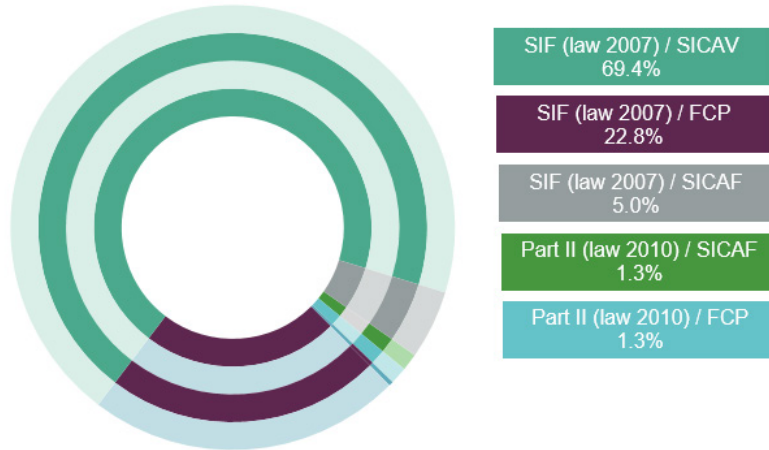 SIF (law 2007) / SICAV
69.4%
SIF (law 2007) / FCP
22.8%
SIF (law 2007) / SICAF
5.0%
Part II (law 2010) / SICAF
1.3%
Part II (law 2010) / FCP
1.3%